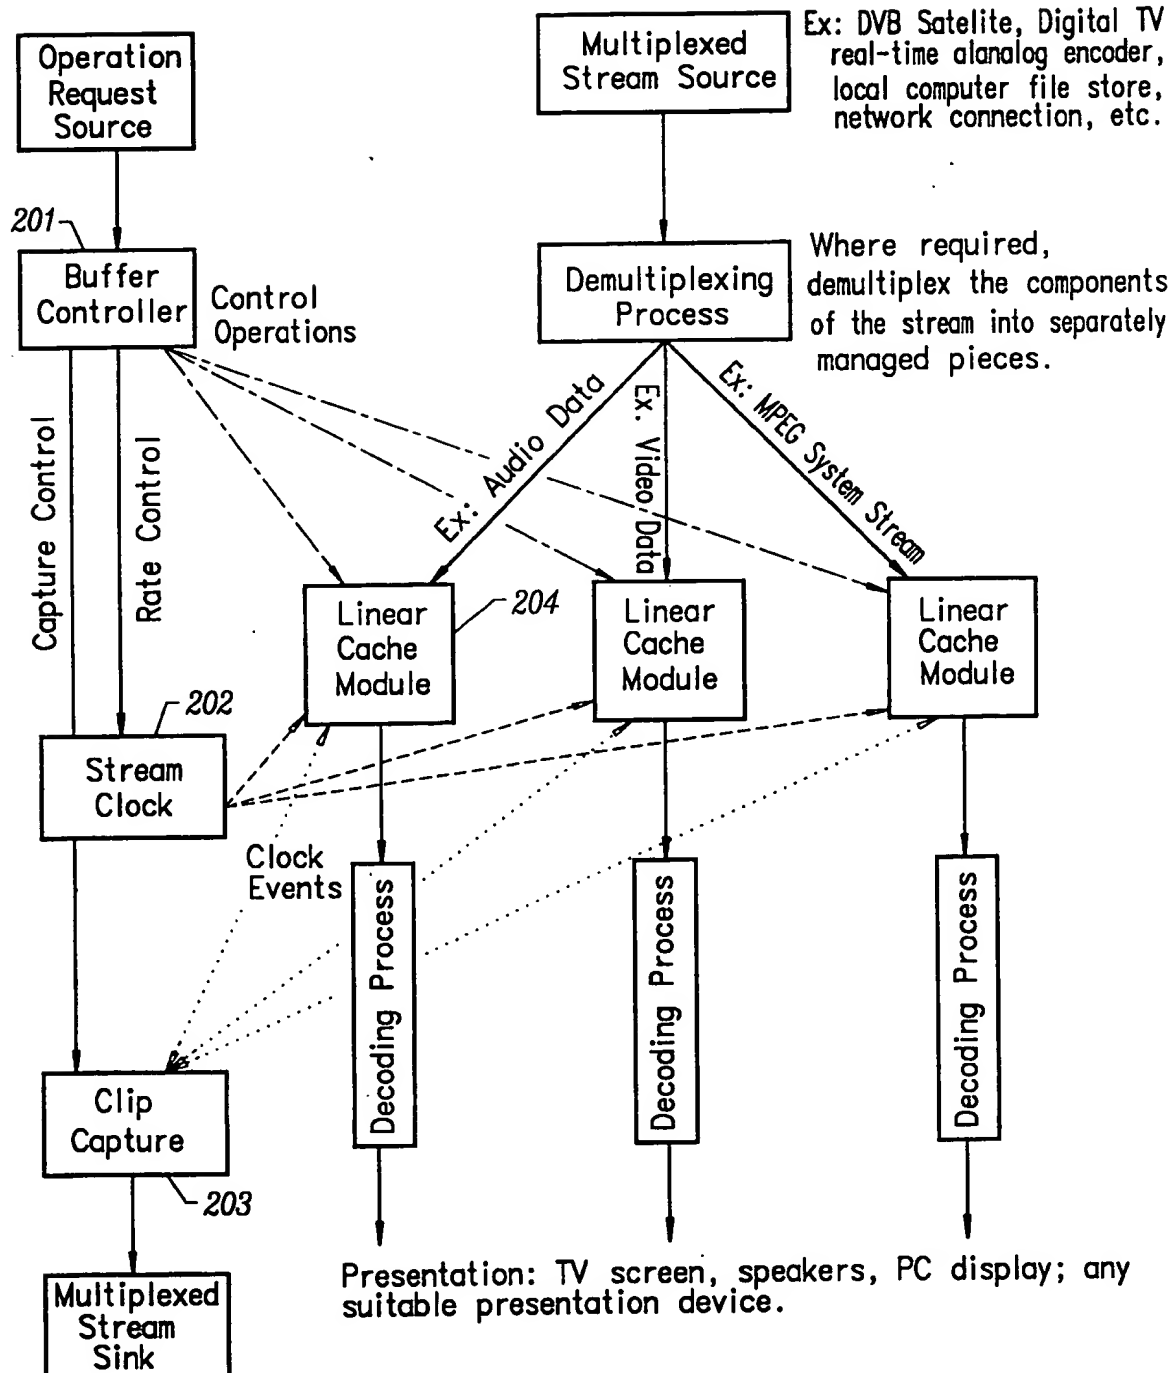 Operation
Request
Source
Multiplexed
Stream Source
Ex: DVB Satelite, Digital TV
real-time alanalog encoder,
local computer file store,
network connection, etc.
201
Buffer
Controller
Control
Operations
Demultiplexing
Process
Where required,
demultiplex the components
of the stream into separately
managed pieces.
Capture Control
Rate Control
Ex: Audio Data
Ex. Video Data
Ex: MPEG System Stream
Linear
Cache
Module
204
Linear
Cache
Module
Linear
Cache
Module
202
Stream
Clock
Clock
Events
Decoding Process
Decoding Process
Decoding Process
Clip
Capture
203
Multiplexed
Stream
Sink
Presentation: TV screen, speakers, PC display; any
suitable presentation device.